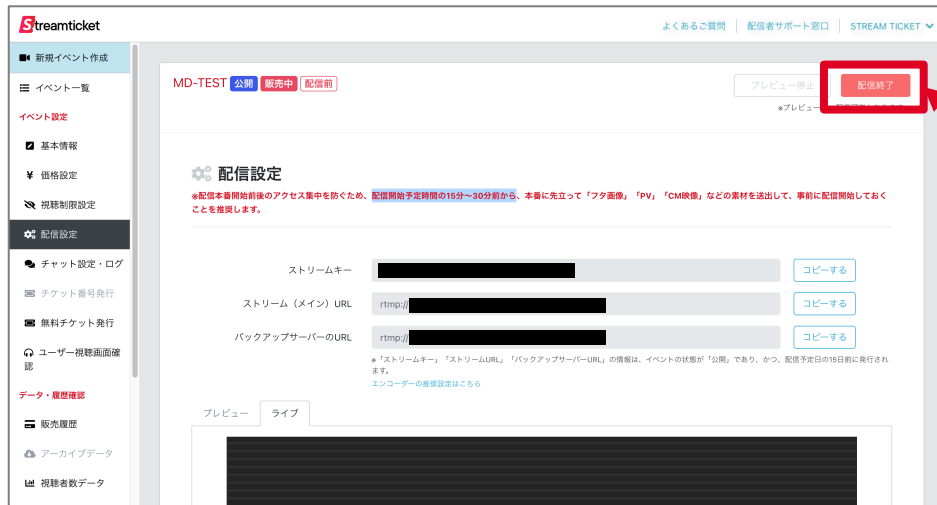 Streamticket
よくあるご質問
配信者サポート窓口
STREAM TICKET
新規イベント作成
イベント一覧
イベント設定
基本情報
価格設定
視聴制限設定
配信設定
チャット設定・ログ
チケット番号発行
無料チケット発行
ユーザー視聴画面確
認
データ・履歴確認
販売履歴
アーカイブデータ
視聴者数データ
MD-TEST 公開 販売中 配信前
プレビュー停止
配信終了
※プレビュー
配信設定
※配信本番開始前後のアクセス集中を防ぐため、配信開始予定時間の15分〜30分前から、本番に先立って「フタ画像」「PV」「CM映像」などの素材を送出して、事前に配信開始しておく
ことを推奨します。
ストリームキー
コピーする
ストリーム（メイン）URL
rtmp://
コピーする
バックアップサーバーのURL
rtmp://
コピーする
※「ストリームキー」「ストリームURL」「バックアップサーバーURL」の情報は、イベントの状態が「公開」であり、かつ、配信予定日の15日前に発行され
ます。
エンコーダーの推奨設定はこちら
プレビュー
ライブ